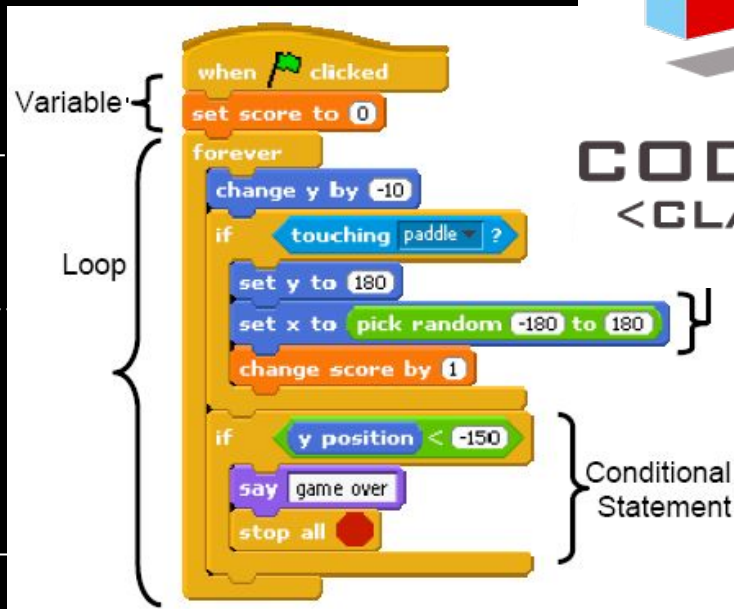 when clicked
Variable
set score to 0
forever
change y by -10
if touching paddle ?
Loop
set y to 180
set x to pick random -180 to 180
change score by 1
if y position < -150
say game over
stop all
Conditional
Statement